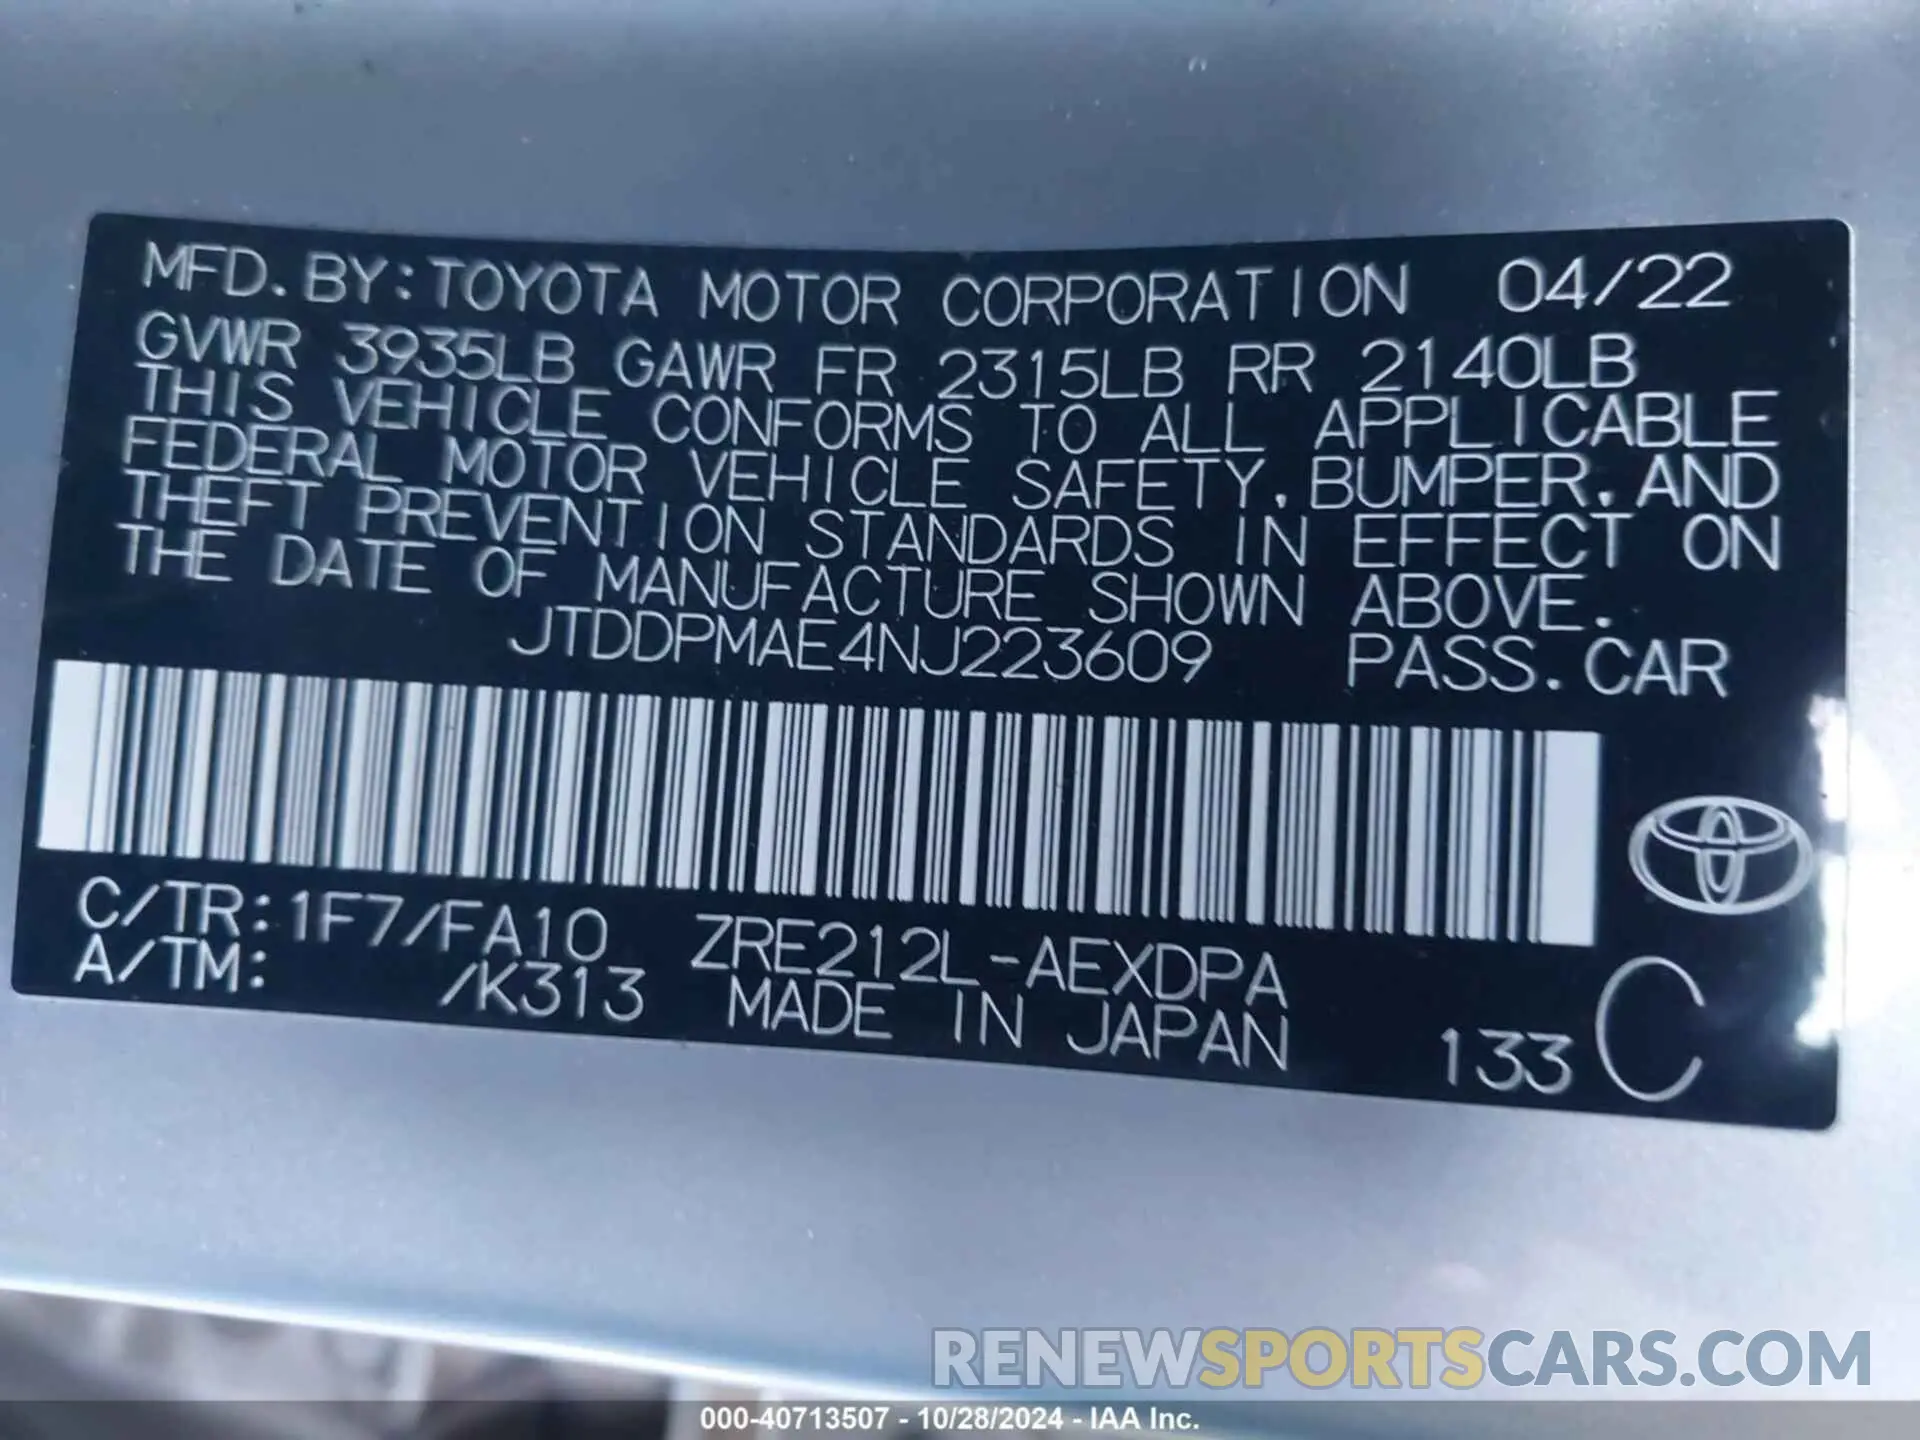 MFD. BY: TOYOTA MOTOR CORPORATION 04/22
GVWR 3935LB GAWR FR 2315LB RR 2140LB
THIS VEHICLE CONFORMS TO ALL APPLICABLE
FEDERAL MOTOR VEHICLE SAFETY, BUMPER, AND
THEFT PREVENTION STANDARDS IN EFFECT ON
THE DATE OF MANUFACTURE SHOWN ABOVE.
JTDDPMAE4NJ223609 PASS. CAR
C/TR: 1F7/FA10 ZRE212L-AEXDPA
A/TM: /K313 MADE IN JAPAN 133 C
RENEWSPORTSCARS.COM
000-40713507 - 10/28/2024 - IAA Inc.